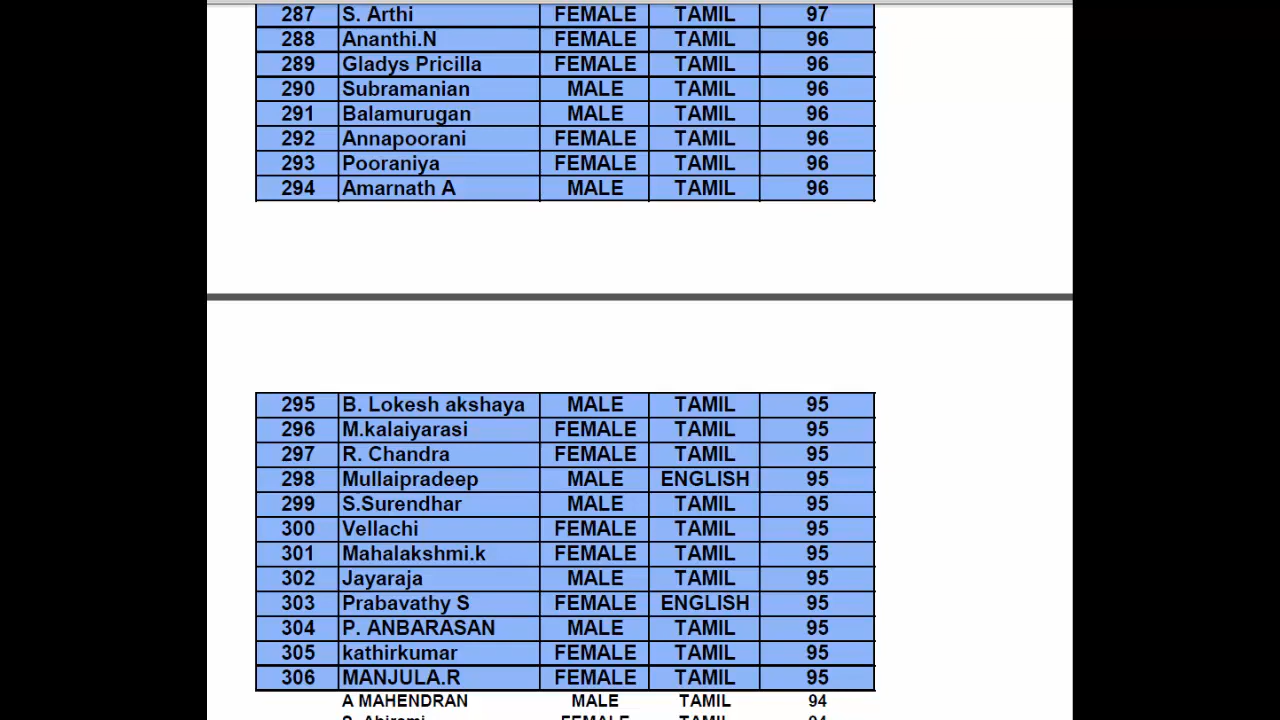 287 S. Arthi FEMALE TAMIL 97
288 Ananthi.N FEMALE TAMIL 96
289 Gladys Pricilla FEMALE TAMIL 96
290 Subramanian MALE TAMIL 96
291 Balamurugan MALE TAMIL 96
292 Annapoorani FEMALE TAMIL 96
293 Pooraniya FEMALE TAMIL 96
294 Amarnath A MALE TAMIL 96
295 B. Lokesh akshaya MALE TAMIL 95
296 M.kalaiyarasi FEMALE TAMIL 95
297 R. Chandra FEMALE TAMIL 95
298 Mullaipradeep MALE ENGLISH 95
299 S.Surendhar MALE TAMIL 95
300 Vellachi FEMALE TAMIL 95
301 Mahalakshmi.k FEMALE TAMIL 95
302 Jayaraja MALE TAMIL 95
303 Prabavathy S FEMALE ENGLISH 95
304 P. ANBARASAN MALE TAMIL 95
305 kathirkumar FEMALE TAMIL 95
306 MANJULA.R FEMALE TAMIL 95
A MAHENDRAN MALE TAMIL 94
Abirami FEMALE TAMIL 94